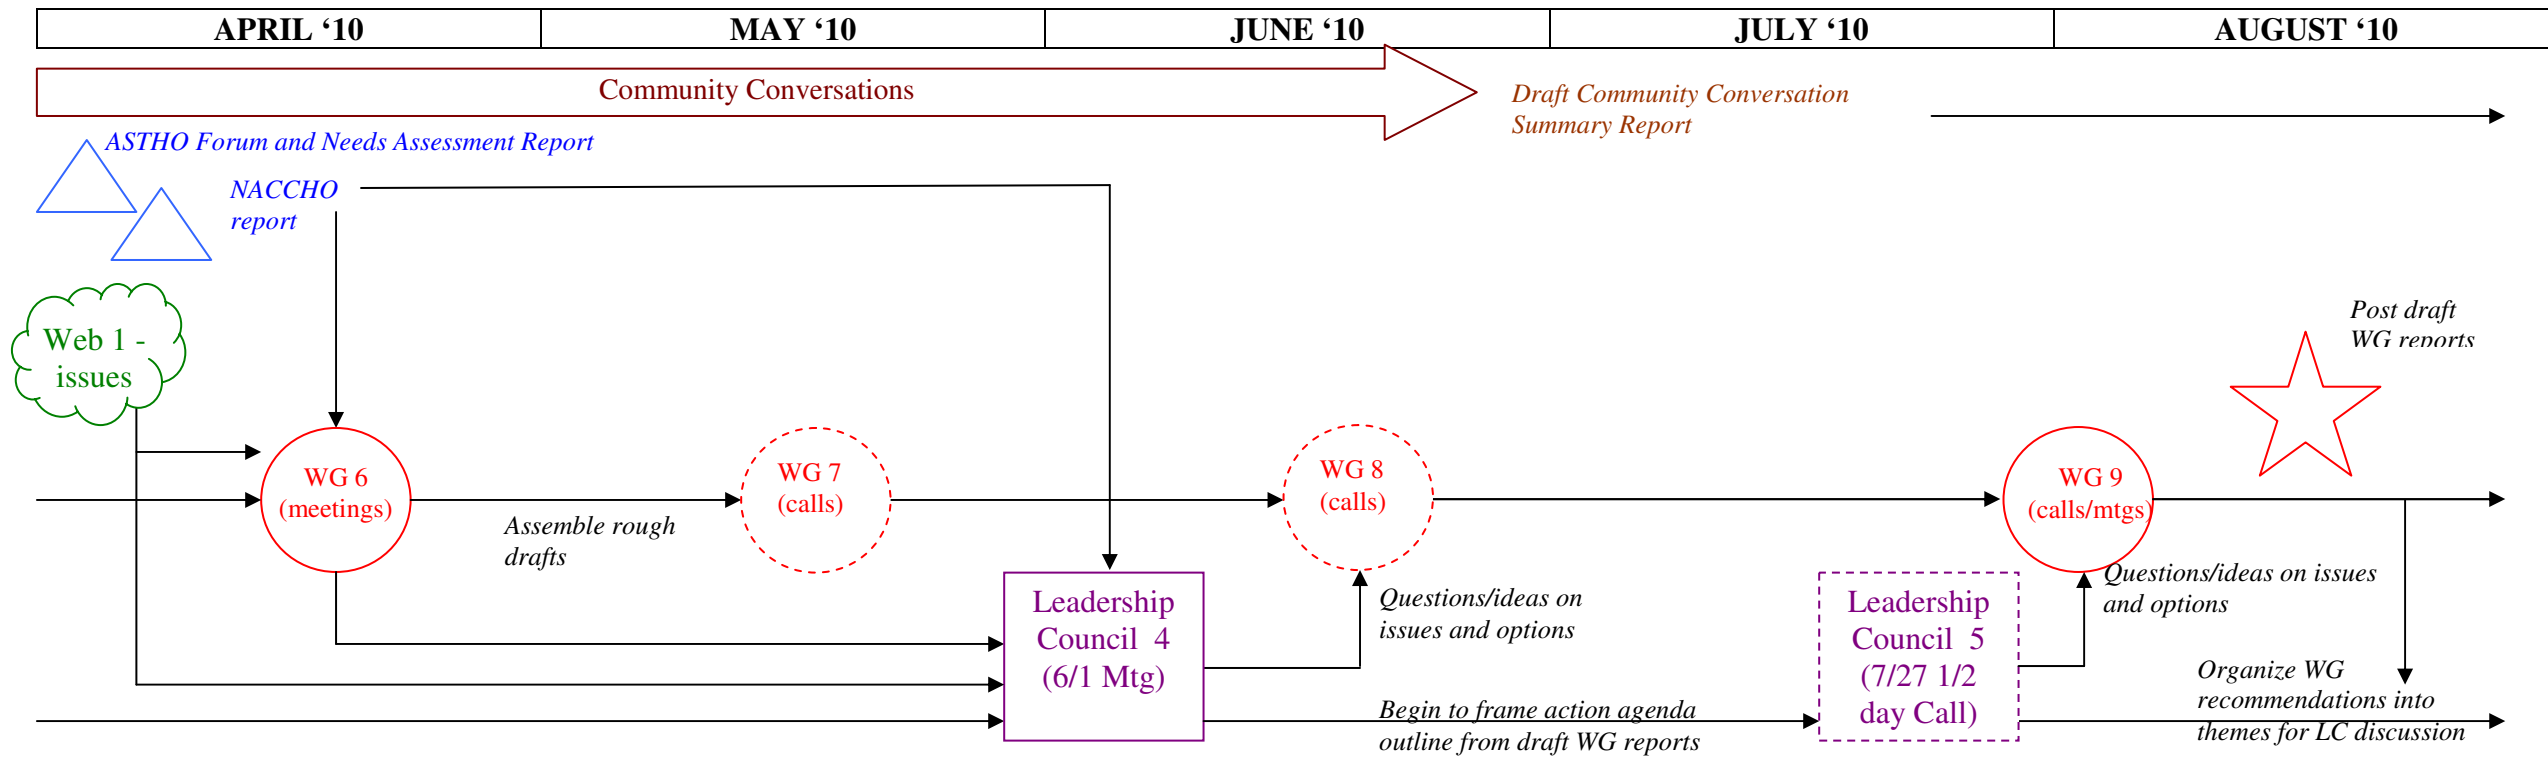 APRIL ‘10
MAY ‘10
JUNE ‘10
JULY ‘10
AUGUST ‘10
Community Conversations
Draft Community Conversation
Summary Report
ASTHO Forum and Needs Assessment Report
NACCHO
report
Web 1 -
issues
Post draft
WG reports
WG 6
(meetings)
WG 7
(calls)
WG 8
(calls)
WG 9
(calls/mtgs)
Assemble rough
drafts
Leadership
Council 4
(6/1 Mtg)
Questions/ideas on
issues and options
Begin to frame action agenda
outline from draft WG reports
Leadership
Council 5
(7/27 1/2
day Call)
Questions/ideas on issues
and options
Organize WG
recommendations into
themes for LC discussion